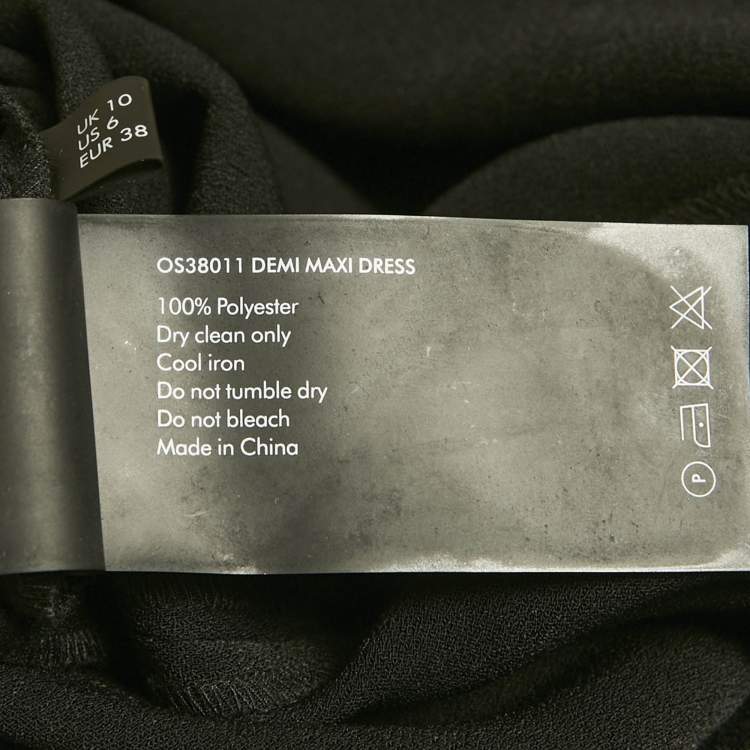 UK 10
US 6
EUR 38
OS38011 DEMI MAXI DRESS
100% Polyester
Dry clean only
Cool iron
Do not tumble dry
Do not bleach
Made in China
P